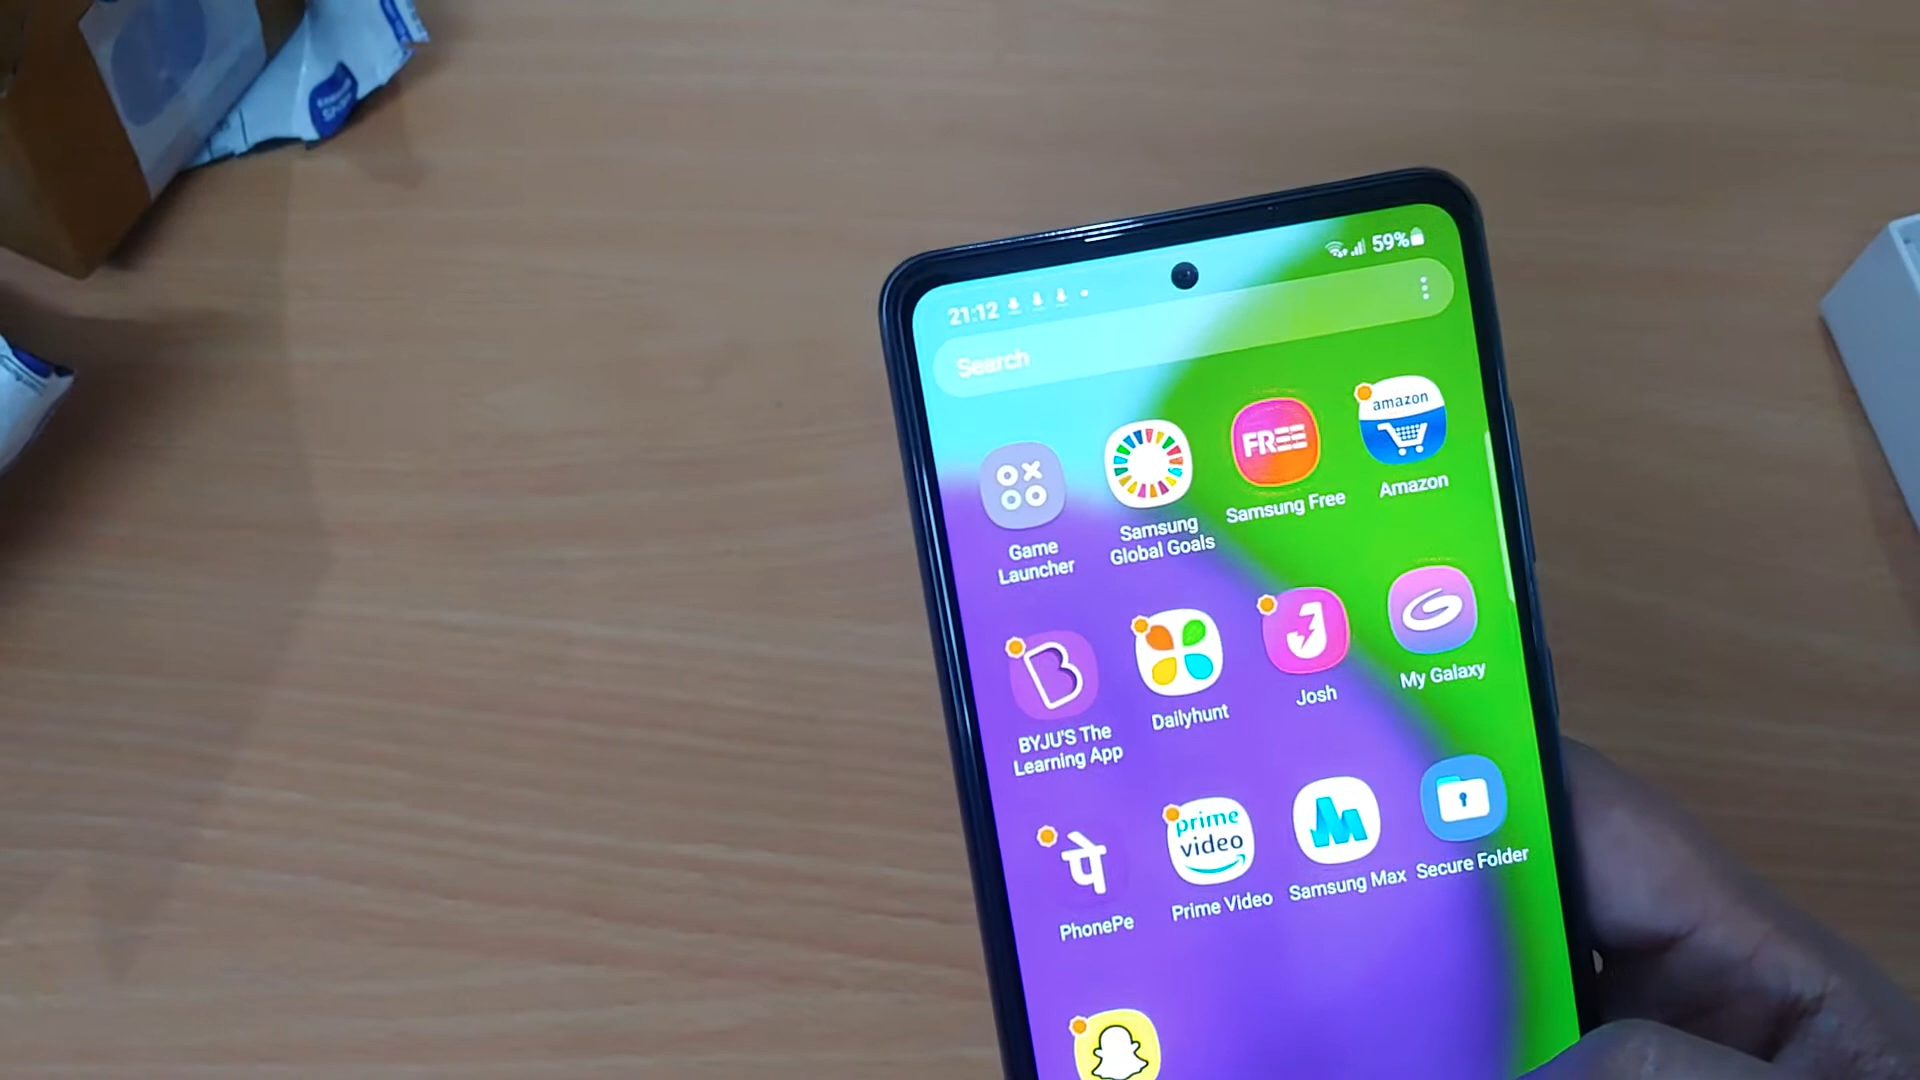 21:12
59%
Search
FREE
amazon
Game
Launcher
Samsung
Global Goals
Samsung Free
Amazon
BYJU'S The
Learning App
Dailyhunt
Josh
My Galaxy
पे
prime
video
PhonePe
Prime Video
Samsung Max
Secure Folder